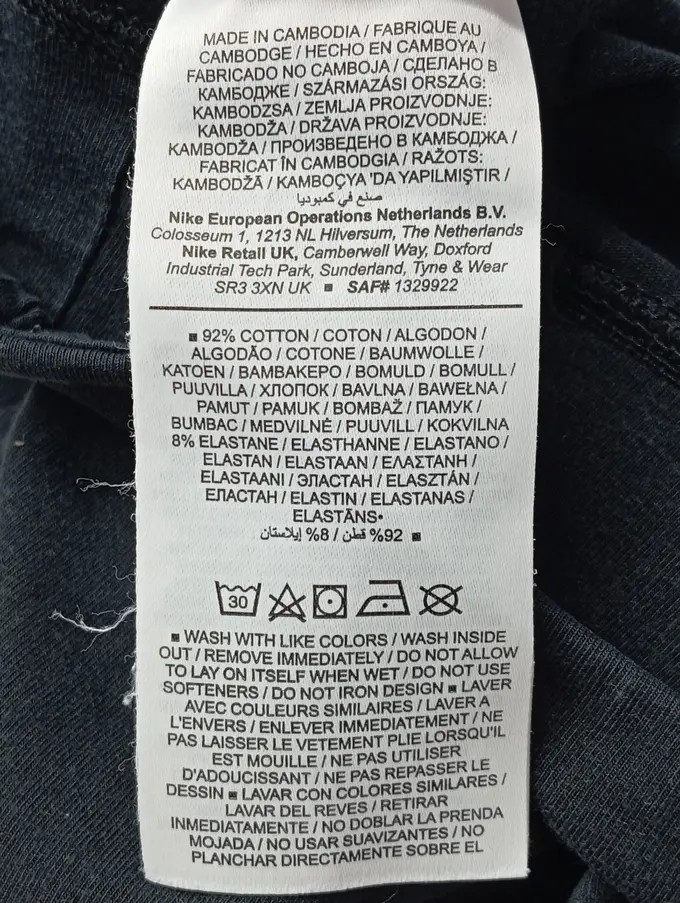 MADE IN CAMBODIA / FABRIQUE AU
CAMBODGE / HECHO EN CAMBOYA /
FABRICADO NO CAMBOJA / СДЕЛАНО В
КАМБОДЖЕ / SZÁRMAZÁSI ORSZÁG:
KAMBODZSA / ZEMLJA PROIZVODNJE:
KAMBODŽA / DRŽAVA PROIZVODNJE:
KAMBODŽA / ПРОИЗВЕДЕНО В КАМБОДЖА /
FABRICAT ÎN CAMBODGIA / RAŽOTS:
KAMBODŽĀ / KAMBOÇYA 'DA YAPILMIŞTIR /
صنع في كمبوديا
Nike European Operations Netherlands B.V.
Colosseum 1, 1213 NL Hilversum, The Netherlands
Nike Retail UK, Camberwell Way, Doxford
Industrial Tech Park, Sunderland, Tyne & Wear
SR3 3XN UK ■ SAF# 1329922
■ 92% COTTON / COTON / ALGODON /
ALGODÃO / COTONE / BAUMWOLLE /
KATOEN / BAMBAKEPO / BOMULD / BOMULL /
PUUVILLA / ХЛОПОК / BAVLNA / BAWEŁNA /
PAMUT / PAMUK / BOMBAŽ / ПАМУК /
BUMBAC / MEDVILNĖ / PUUVILL / KOKVILNA
8% ELASTANE / ELASTHANNE / ELASTANO /
ELASTAN / ELASTAAN / ΕΛΑΣΤΑΝΗ /
ELASTAANI / ЭЛАСТАН / ELASZTÁN /
ЕЛАСТАН / ELASTIN / ELASTANAS /
ELASTĀNS•
■ 92% قطن / 8% إيلاستان
30
■ WASH WITH LIKE COLORS / WASH INSIDE
OUT / REMOVE IMMEDIATELY / DO NOT ALLOW
TO LAY ON ITSELF WHEN WET / DO NOT USE
SOFTENERS / DO NOT IRON DESIGN ■ LAVER
AVEC COULEURS SIMILAIRES / LAVER A
L'ENVERS / ENLEVER IMMEDIATEMENT / NE
PAS LAISSER LE VETEMENT PLIE LORSQU'IL
EST MOUILLE / NE PAS UTILISER
D'ADOUCISSANT / NE PAS REPASSER LE
DESSIN ■ LAVAR CON COLORES SIMILARES /
LAVAR DEL REVES / RETIRAR
INMEDIATAMENTE / NO DOBLAR LA PRENDA
MOJADA / NO USAR SUAVIZANTES / NO
PLANCHAR DIRECTAMENTE SOBRE EL